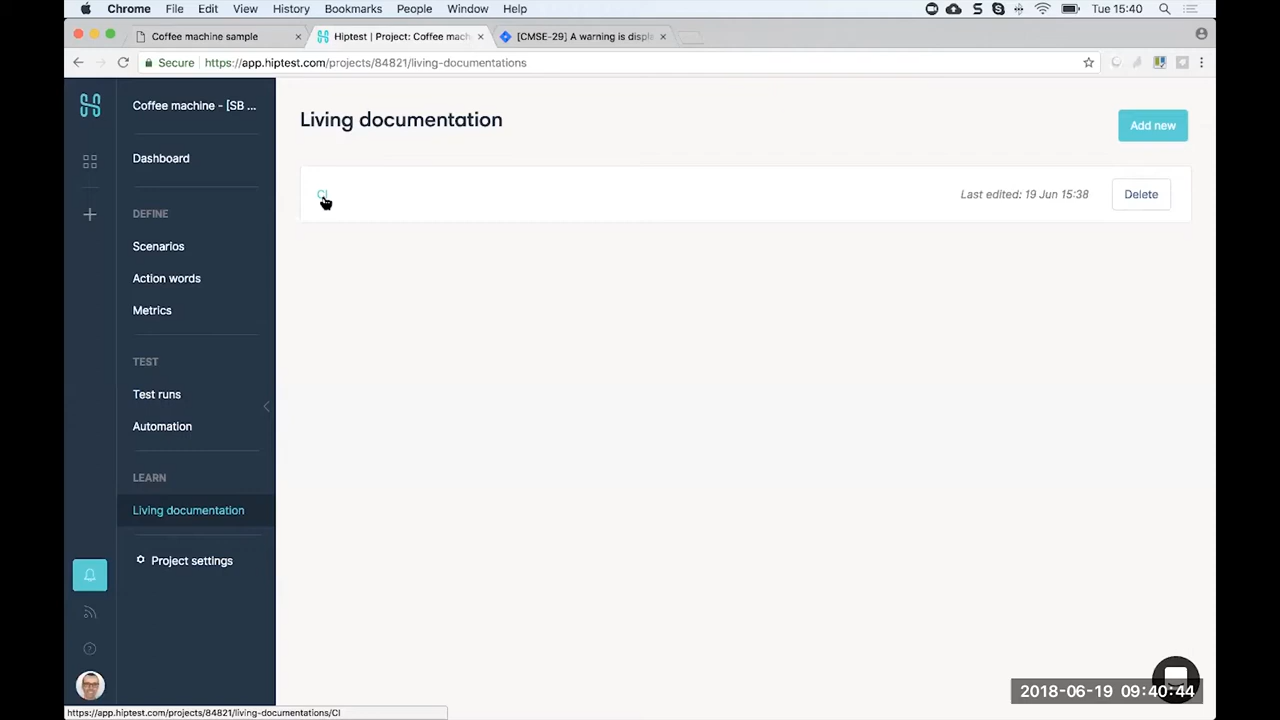 Chrome File Edit View History Bookmarks People Window Help Tue 15:40
Coffee machine sample × Hiptest | Project: Coffee mach × [CMSE-29] A warning is displa ×
Secure https://app.hiptest.com/projects/84821/living-documentations
Coffee machine - [SB ...
Living documentation
Add new
Dashboard
CI
Last edited: 19 Jun 15:38
Delete
DEFINE
Scenarios
Action words
Metrics
TEST
Test runs
Automation
LEARN
Living documentation
Project settings
2018-06-19 09:40:44
https://app.hiptest.com/projects/84821/living-documentations/CI